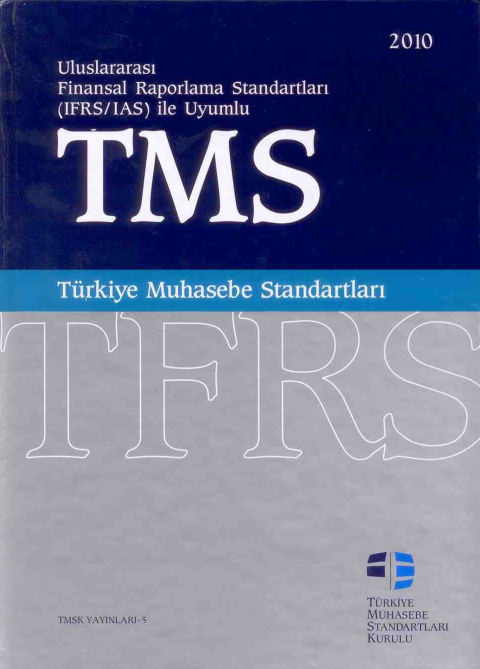 2010
Uluslararası
Finansal Raporlama Standartları
(IFRS/IAS) ile Uyumlu
TMS
Türkiye Muhasebe Standartları
TFRS
TMSK YAYINLARI-5
TÜRKİYE
MUHASEBE
STANDARTLARI
KURULU